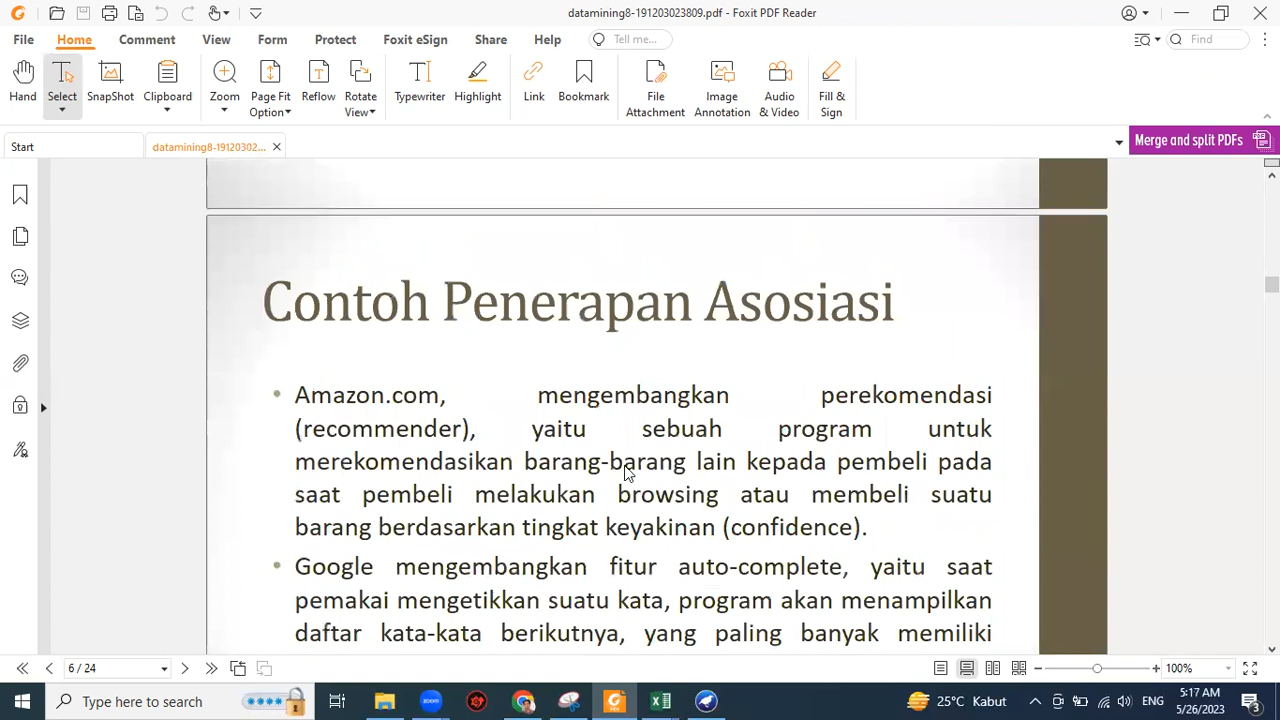 datamining8-191203023809.pdf - Foxit PDF Reader
File Home Comment View Form Protect Foxit eSign Share Help Tell me... Find
Hand Select SnapShot Clipboard Zoom Page Fit Option Reflow Rotate View Typewriter Highlight Link Bookmark File Attachment Image Annotation Audio & Video Fill & Sign
Start datamining8-19120302... Merge and split PDFs
Contoh Penerapan Asosiasi
• Amazon.com, mengembangkan perekomendasi
(recommender), yaitu sebuah program untuk
merekomendasikan barang-barang lain kepada pembeli pada
saat pembeli melakukan browsing atau membeli suatu
barang berdasarkan tingkat keyakinan (confidence).
• Google mengembangkan fitur auto-complete, yaitu saat
pemakai mengetikkan suatu kata, program akan menampilkan
daftar kata-kata berikutnya, yang paling banyak memiliki
6 / 24 100%
Type here to search zoom 25°C Kabut ENG 5:17 AM
5/26/2023 3